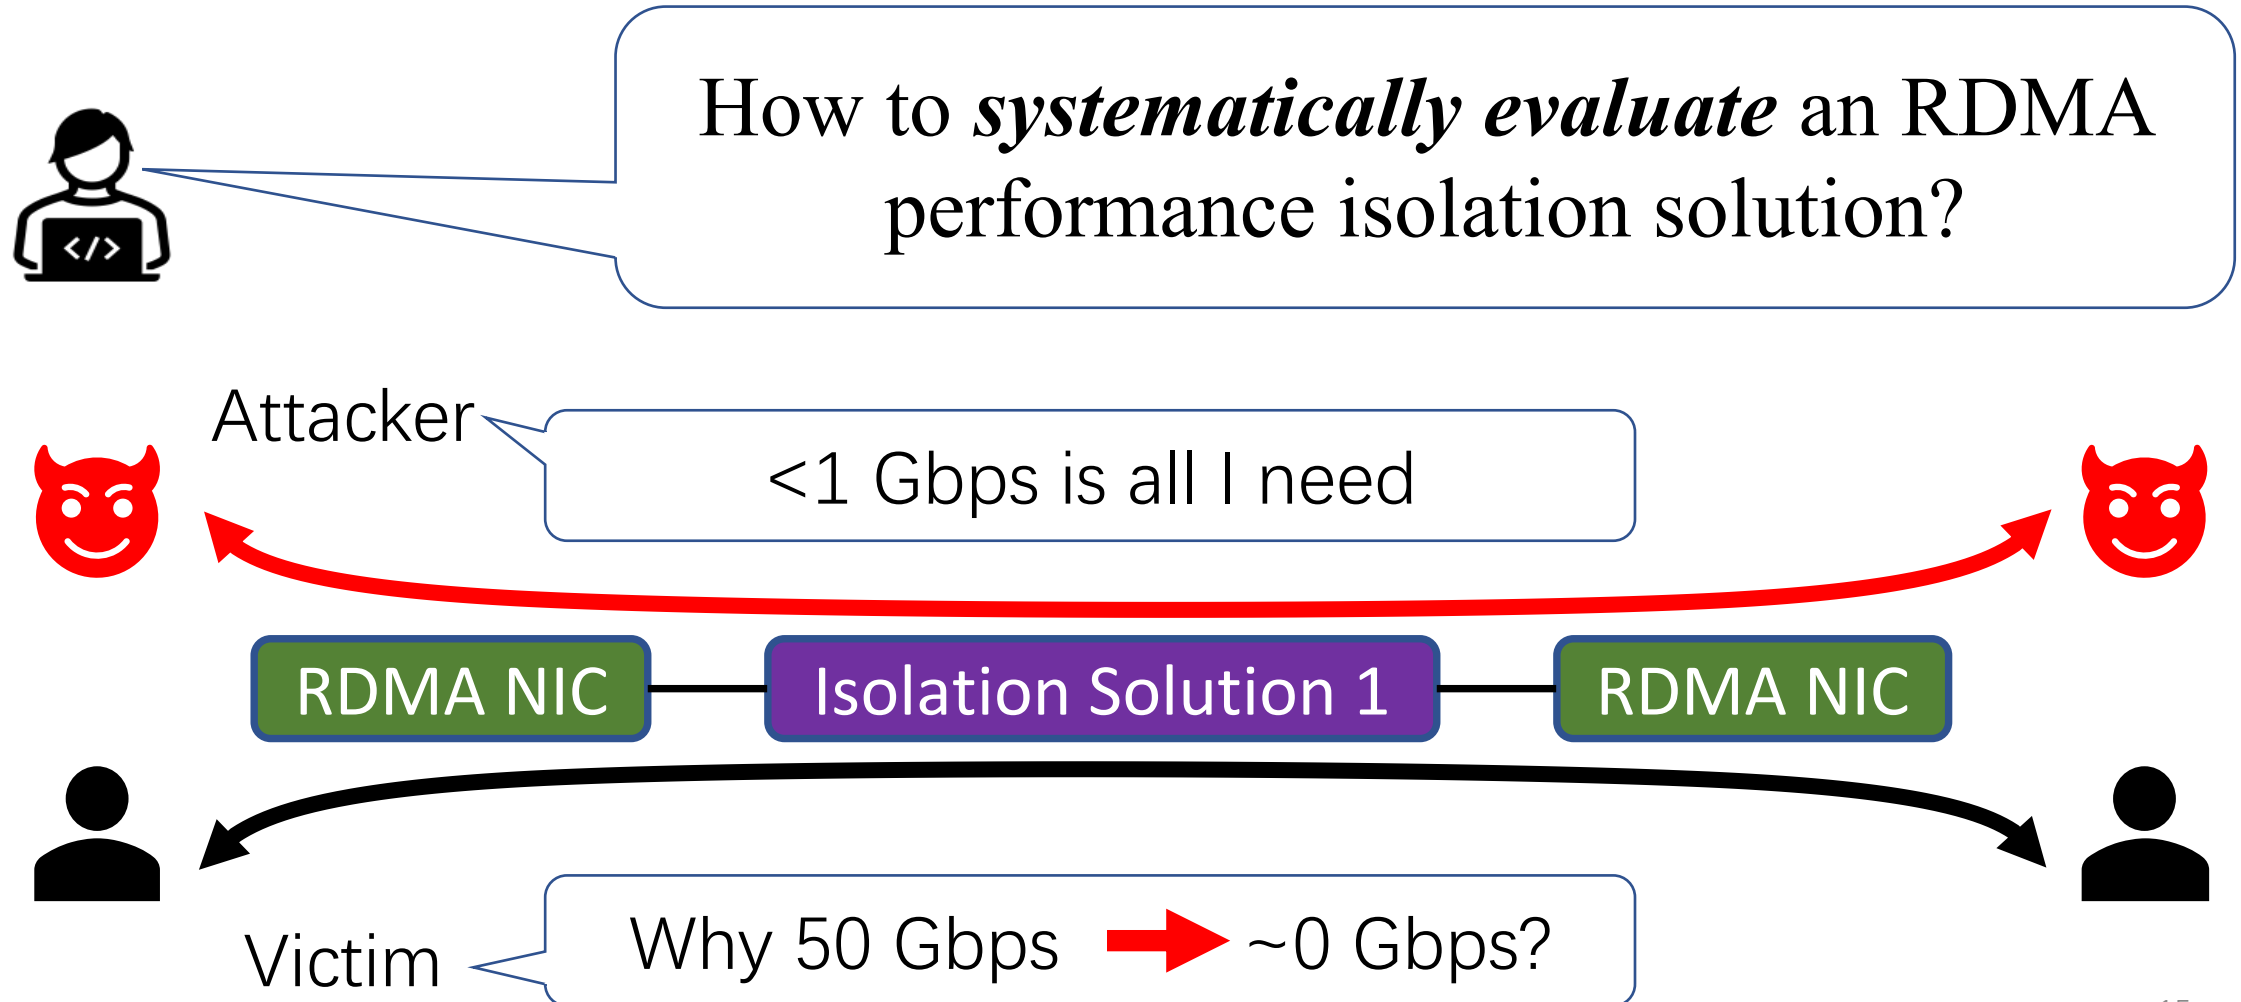 How to systematically evaluate an RDMA
performance isolation solution?
</>
Attacker
<1 Gbps is all I need
RDMA NIC
Isolation Solution 1
RDMA NIC
Victim
Why 50 Gbps
~0 Gbps?